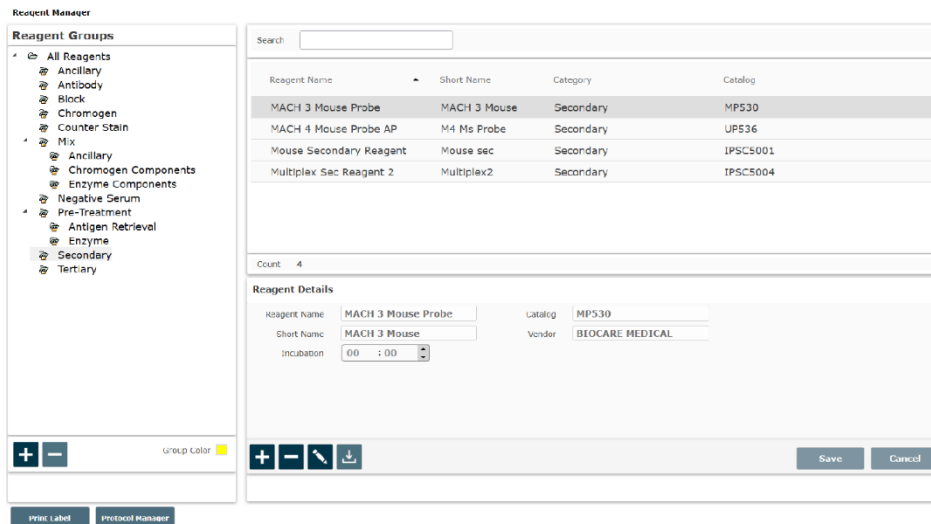 Reagent Manager
Reagent Groups
All Reagents
Ancillary
Antibody
Block
Chromogen
Counter Stain
Mix
Ancillary
Chromogen Components
Enzyme Components
Negative Serum
Pre-Treatment
Antigen Retrieval
Enzyme
Secondary
Tertiary
Group Color
Search
Reagent Name Short Name Category Catalog
MACH 3 Mouse Probe MACH 3 Mouse Secondary MP530
MACH 4 Mouse Probe AP M4 Ms Probe Secondary UP536
Mouse Secondary Reagent Mouse sec Secondary IPSC5001
Multiplex Sec Reagent 2 Multiplex2 Secondary IPSC5004
Count 4
Reagent Details
Reagent Name MACH 3 Mouse Probe Catalog MP530
Short Name MACH 3 Mouse Vendor BIOCARE MEDICAL
Incubation 00 : 00
Save Cancel
Print Label Protocol Manager